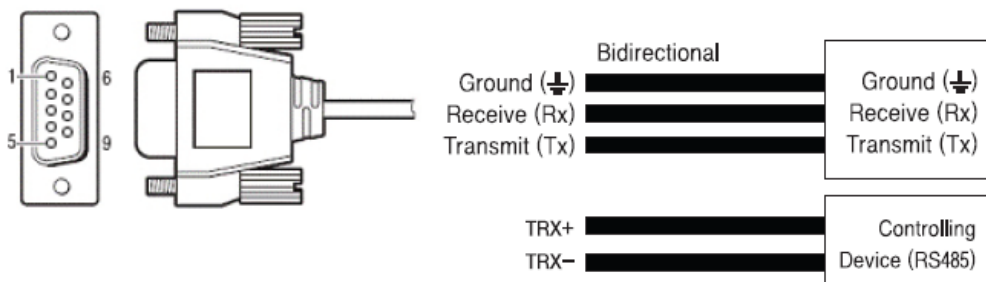 1
6
5
9
Bidirectional
Ground (⏚)
Receive (Rx)
Transmit (Tx)
Ground (⏚)
Receive (Rx)
Transmit (Tx)
TRX+
TRX−
Controlling
Device (RS485)